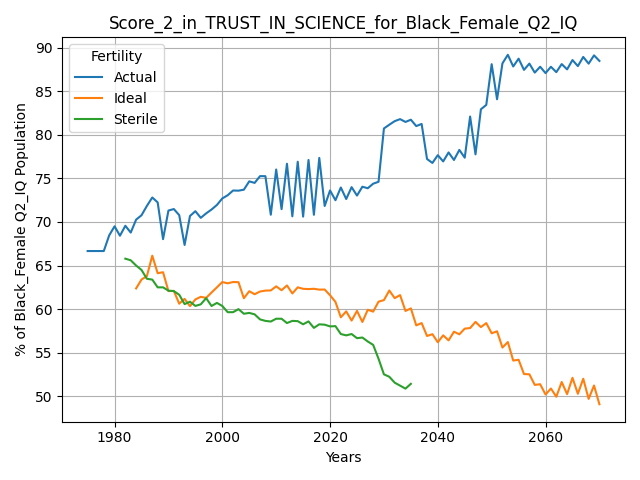 Score_2_in_TRUST_IN_SCIENCE_for_Black_Female_Q2_IQ
Fertility
Actual
Ideal
Sterile
% of Black_Female Q2_IQ Population
90
85
80
75
70
65
60
55
50
1980
2000
2020
2040
2060
Years